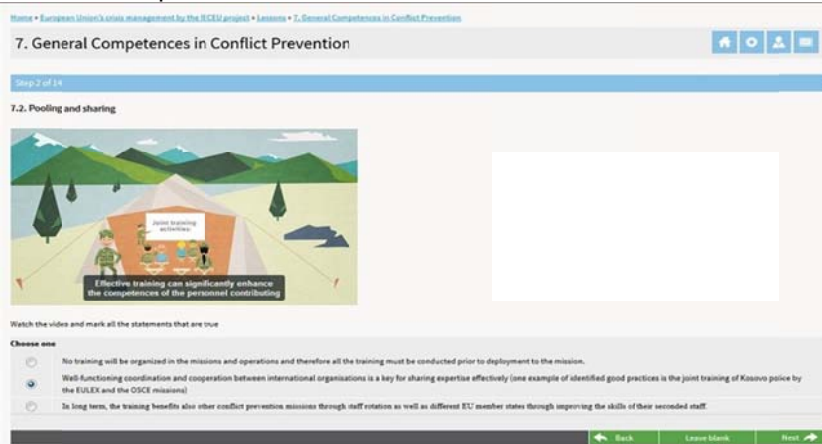 Home • European Union's crisis management by the IECEU project • Lessons • 7. General Competences in Conflict Prevention
7. General Competences in Conflict Prevention
Step 2 of 14
7.2. Pooling and sharing
Joint training
activities:
Effective training can significantly enhance
the competences of the personnel contributing
Watch the video and mark all the statements that are true
Choose one
No training will be organized in the missions and operations and therefore all the training must be conducted prior to deployment to the mission.
Well-functioning coordination and cooperation between international organisations is a key for sharing expertise effectively (one example of identified good practices is the joint training of Kosovo police by
the EULEX and the OSCE missions)
In long term, the training benefits also other conflict prevention missions through staff rotation as well as different EU member states through improving the skills of their seconded staff.
Back
Leave blank
Next